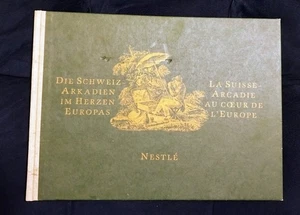 DIE SCHWEIZ
ARKADIEN
IM HERZEN
EUROPAS
LA SUISSE
ARCADIE
AU CŒUR DE
L'EUROPE
NESTLÉ